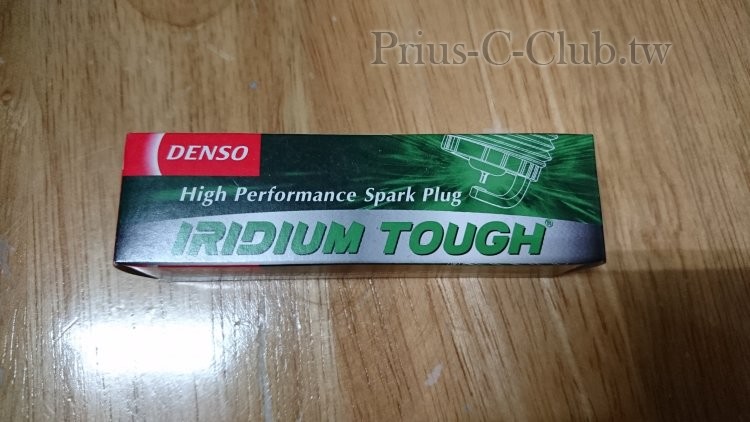 Prius-C-Club.tw
DENSO
High Performance Spark Plug
IRIDIUM TOUGH®